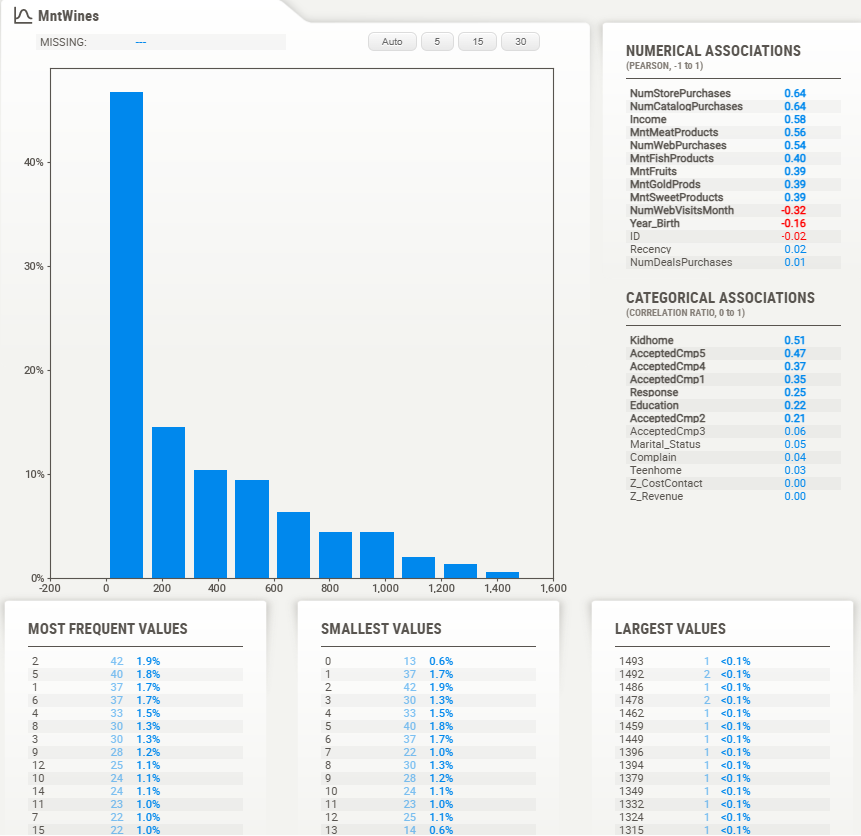 MntWines
MISSING: ---
Auto 5 15 30
40%
30%
20%
10%
0%
-200 0 200 400 600 800 1,000 1,200 1,400 1,600
NUMERICAL ASSOCIATIONS
(PEARSON, -1 to 1)
NumStorePurchases 0.64
NumCatalogPurchases 0.64
Income 0.58
MntMeatProducts 0.56
NumWebPurchases 0.54
MntFishProducts 0.40
MntFruits 0.39
MntGoldProds 0.39
MntSweetProducts 0.39
NumWebVisitsMonth -0.32
Year_Birth -0.16
ID -0.02
Recency 0.02
NumDealsPurchases 0.01
CATEGORICAL ASSOCIATIONS
(CORRELATION RATIO, 0 to 1)
Kidhome 0.51
AcceptedCmp5 0.47
AcceptedCmp4 0.37
AcceptedCmp1 0.35
Response 0.25
Education 0.22
AcceptedCmp2 0.21
AcceptedCmp3 0.06
Marital_Status 0.05
Complain 0.04
Teenhome 0.03
Z_CostContact 0.00
Z_Revenue 0.00
MOST FREQUENT VALUES
2 42 1.9%
5 40 1.8%
1 37 1.7%
6 37 1.7%
4 33 1.5%
8 30 1.3%
3 30 1.3%
9 28 1.2%
12 25 1.1%
10 24 1.1%
14 24 1.1%
11 23 1.0%
7 22 1.0%
15 22 1.0%
SMALLEST VALUES
0 13 0.6%
1 37 1.7%
2 42 1.9%
3 30 1.3%
4 33 1.5%
5 40 1.8%
6 37 1.7%
7 22 1.0%
8 30 1.3%
9 28 1.2%
10 24 1.1%
11 23 1.0%
12 25 1.1%
13 14 0.6%
LARGEST VALUES
1493 1 <0.1%
1492 2 <0.1%
1486 1 <0.1%
1478 2 <0.1%
1462 1 <0.1%
1459 1 <0.1%
1449 1 <0.1%
1396 1 <0.1%
1394 1 <0.1%
1379 1 <0.1%
1349 1 <0.1%
1332 1 <0.1%
1324 1 <0.1%
1315 1 <0.1%